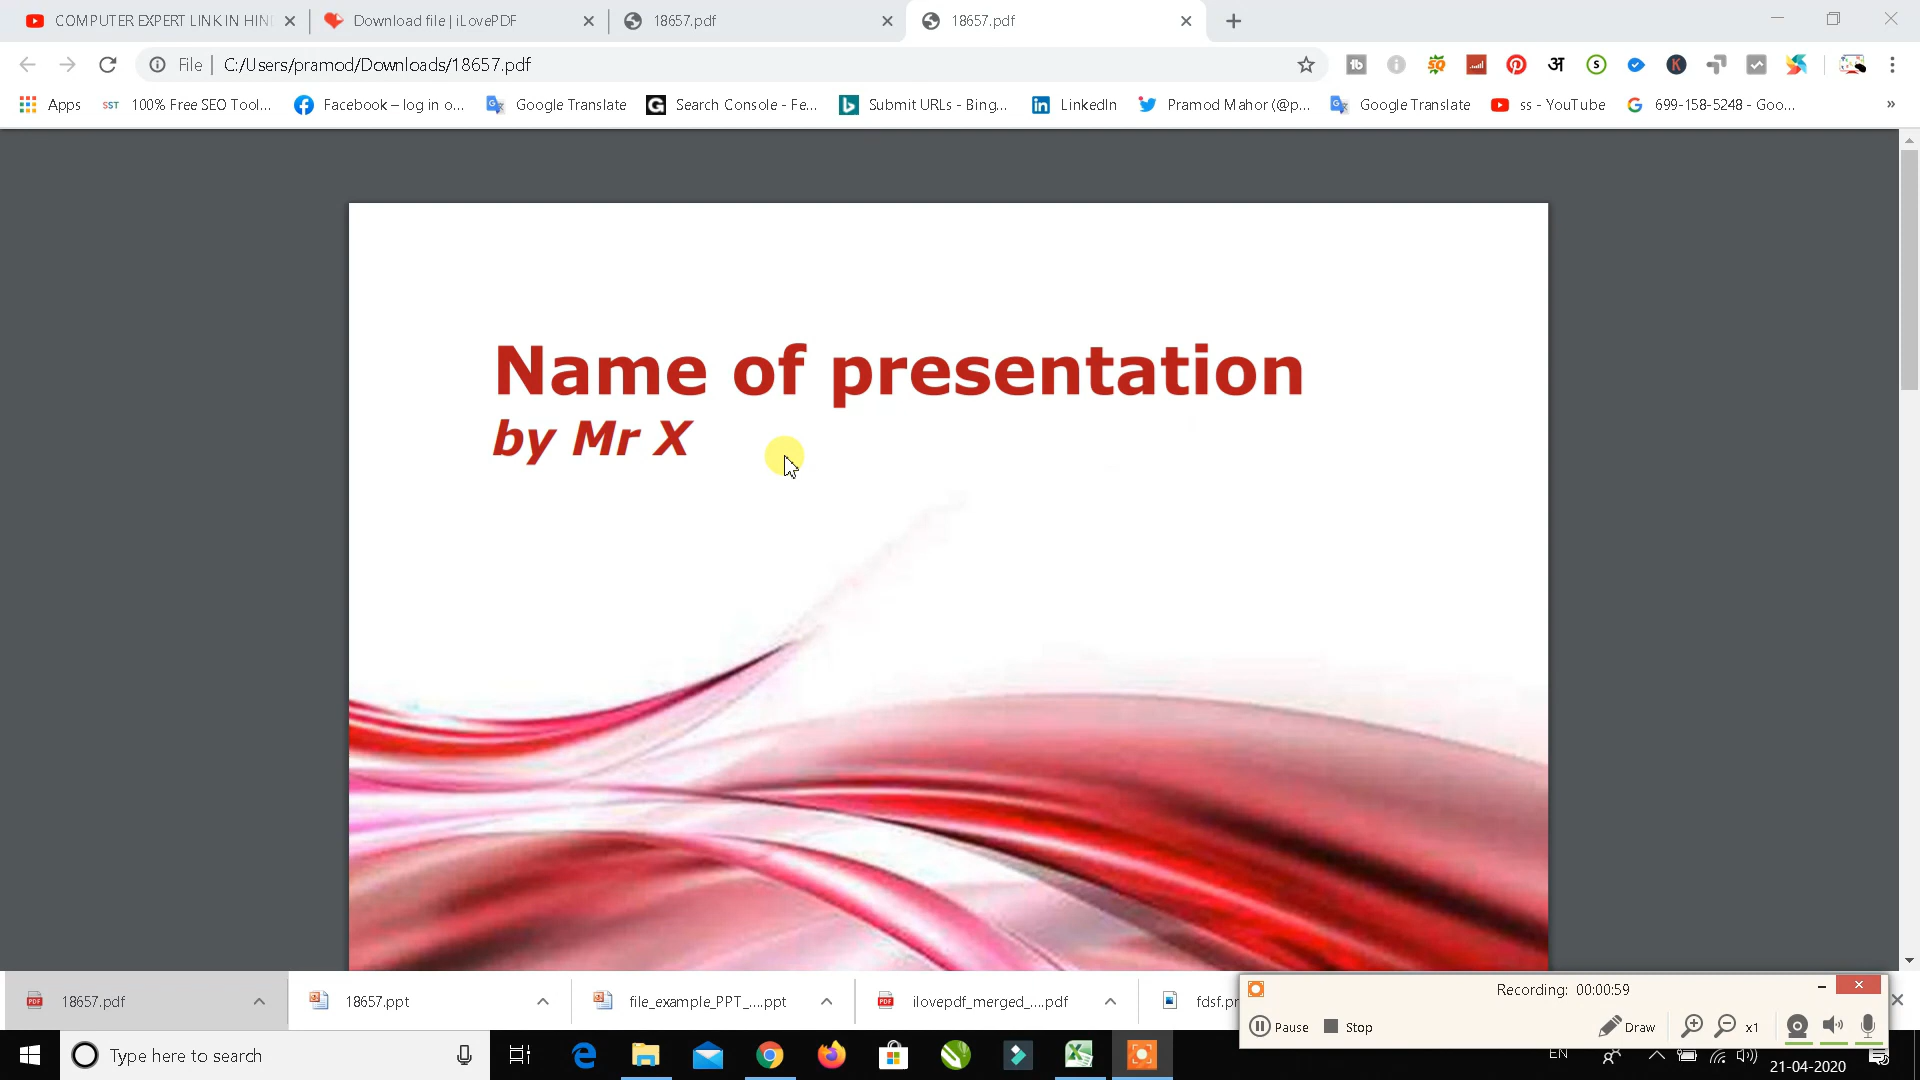 COMPUTER EXPERT LINK IN HIN
Download file | iLovePDF
18657.pdf
18657.pdf
File
C:/Users/pramod/Downloads/18657.pdf
Apps
SST
100% Free SEO Tool...
Facebook – log in o...
Google Translate
Search Console - Fe...
Submit URLs - Bing...
LinkedIn
Pramod Mahor (@p...
Google Translate
ss - YouTube
699-158-5248 - Goo...
»
Name of presentation
by Mr X
18657.pdf
18657.ppt
file_example_PPT_....ppt
ilovepdf_merged_....pdf
fdsf.pr
Recording: 00:00:59
Pause
Stop
Draw
x1
Type here to search
EN
21-04-2020